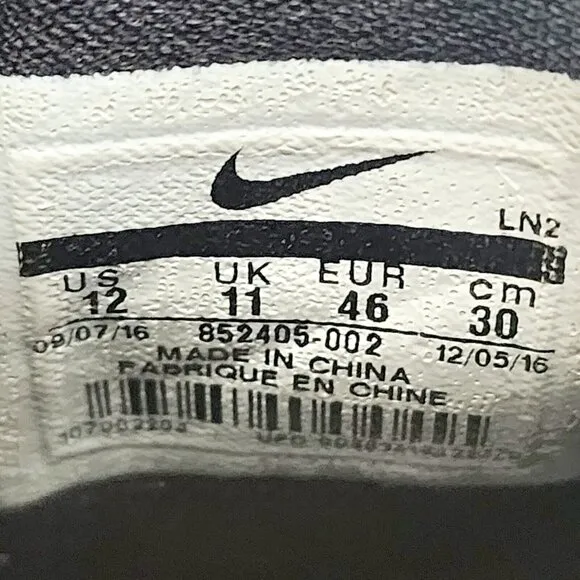 LN2
US UK EUR cm
12 11 46 30
09/07/16 852405-002 12/05/16
MADE IN CHINA
FABRIQUE EN CHINE